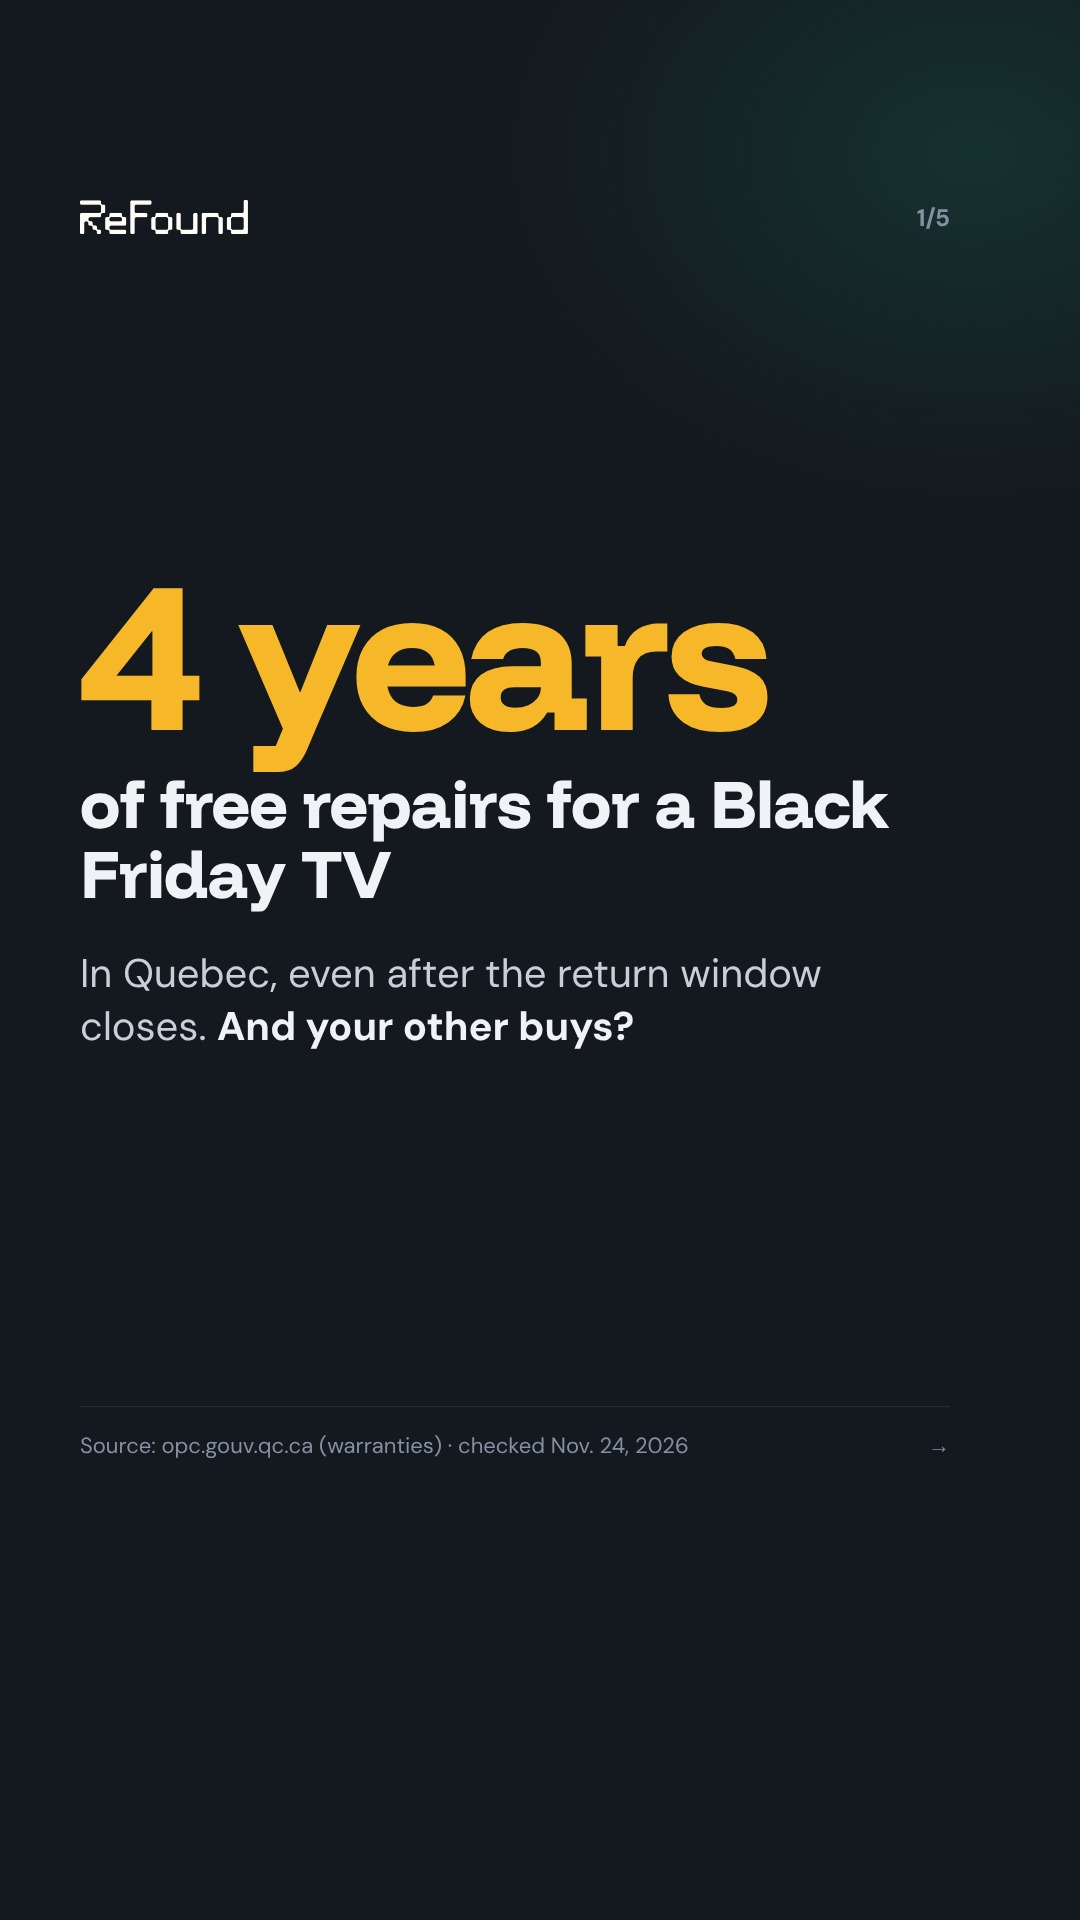 ReFound
1/5
4 years
of free repairs for a Black
Friday TV
In Quebec, even after the return window
closes. And your other buys?
Source: opc.gouv.qc.ca (warranties) · checked Nov. 24, 2026 →